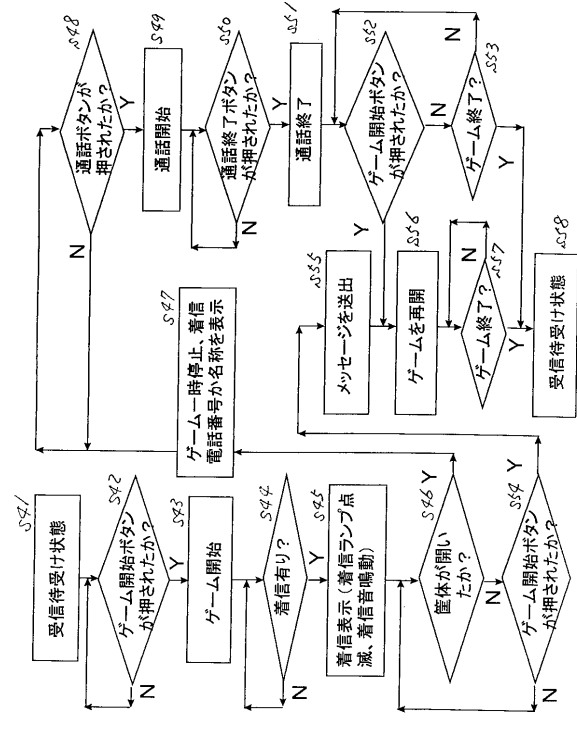 S41
受信待受け状態
S42
ゲーム開始ボタン
が押されたか?
N
Y
S43
ゲーム開始
S44
着信有り?
N
Y
S45
着信表示(着信ランプ点
滅、着信音鳴動)
S46
筐体が開い
たか?
Y
N
S54
ゲーム開始ボタン
が押されたか?
Y
N
S47
ゲーム一時停止、着信
電話番号か名称を表示
S48
通話ボタンが
押されたか?
N
Y
S49
通話開始
S50
通話終了ボタン
が押されたか?
N
Y
S51
通話終了
S52
ゲーム開始ボタン
が押されたか?
Y
N
S53
ゲーム終了?
N
Y
S55
メッセージを送出
S56
ゲームを再開
S57
ゲーム終了?
N
Y
S58
受信待受け状態